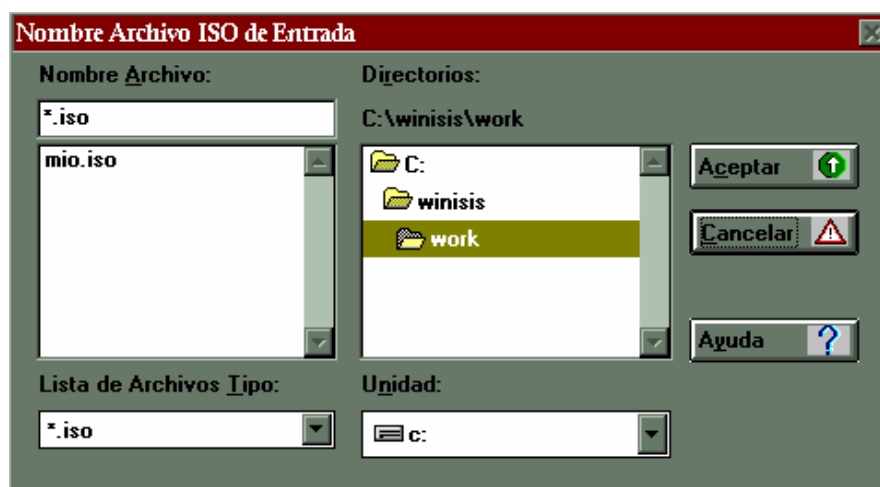 Nombre Archivo ISO de Entrada
Nombre Archivo:
*.iso
mio.iso
Lista de Archivos Tipo:
*.iso
Directorios:
C:\winisis\work
C:
winisis
work
Unidad:
c:
Aceptar
Cancelar
Ayuda